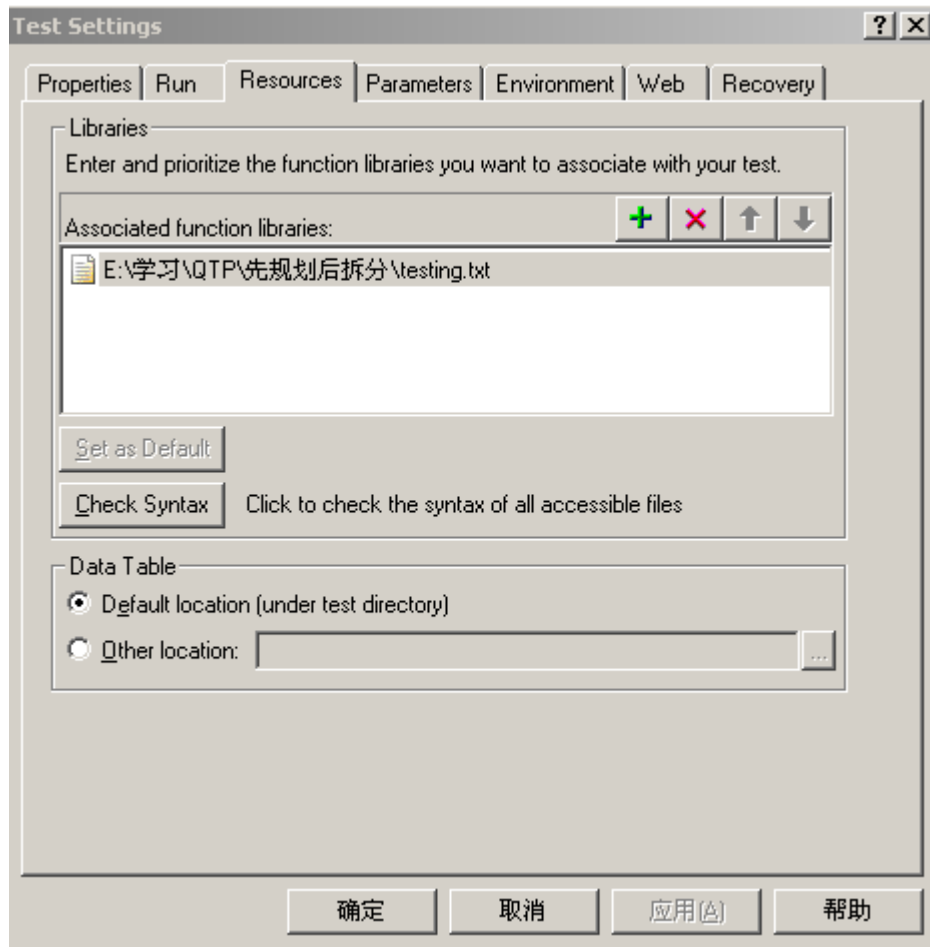 Test Settings
Properties Run Resources Parameters Environment Web Recovery
Libraries
Enter and prioritize the function libraries you want to associate with your test.
Associated function libraries:
E:\学习\QTP\先规划后拆分\testing.txt
Set as Default
Check Syntax Click to check the syntax of all accessible files
Data Table
Default location (under test directory)
Other location: ...
确定 取消 应用(A) 帮助